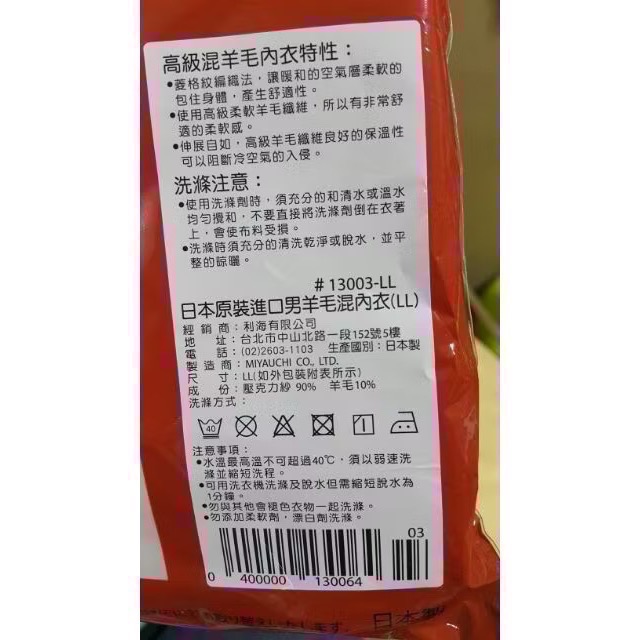 高級混羊毛內衣特性：
●菱格紋編織法，讓暖和的空氣層柔軟的
包住身體，產生舒適性。
●使用高級柔軟羊毛纖維，所以有非常舒
適的柔軟感。
●伸展自如，高級羊毛纖維良好的保溫性
可以阻斷冷空氣的入侵。
洗滌注意：
●使用洗滌劑時，須充分的和清水或溫水
均勻攪和，不要直接將洗滌劑倒在衣著
上，會使布料受損。
●洗滌時須充分的清洗乾淨或脫水，並平
整的晾曬。
# 13003-LL
日本原裝進口男羊毛混內衣(LL)
經銷商：利海有限公司
地址：台北市中山北路一段152號5樓
電話：(02)2603-1103 生產國別：日本製
製造商：MIYAUCHI CO., LTD.
尺寸：LL(如外包裝附表所示)
成份：壓克力紗 90% 羊毛10%
洗滌方式：
40
注意事項：
●水溫最高溫不可超過40℃，須以弱速洗
滌並縮短洗程。
●可用洗衣機洗滌及脫水但需縮短脫水為
1分鐘。
●勿與其他會褪色衣物一起洗滌。
●勿添加柔軟劑，漂白劑洗滌。
03
0 400000 130064
取り替えいたします。
日本製